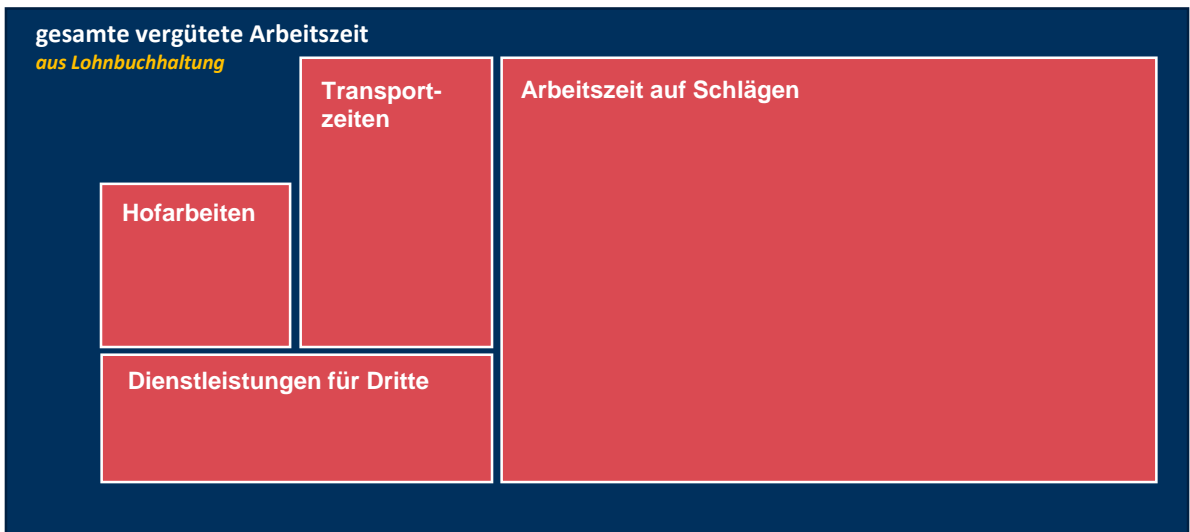 gesamte vergütete Arbeitszeit
aus Lohnbuchhaltung
Transport-
zeiten
Arbeitszeit auf Schlägen
Hofarbeiten
Dienstleistungen für Dritte